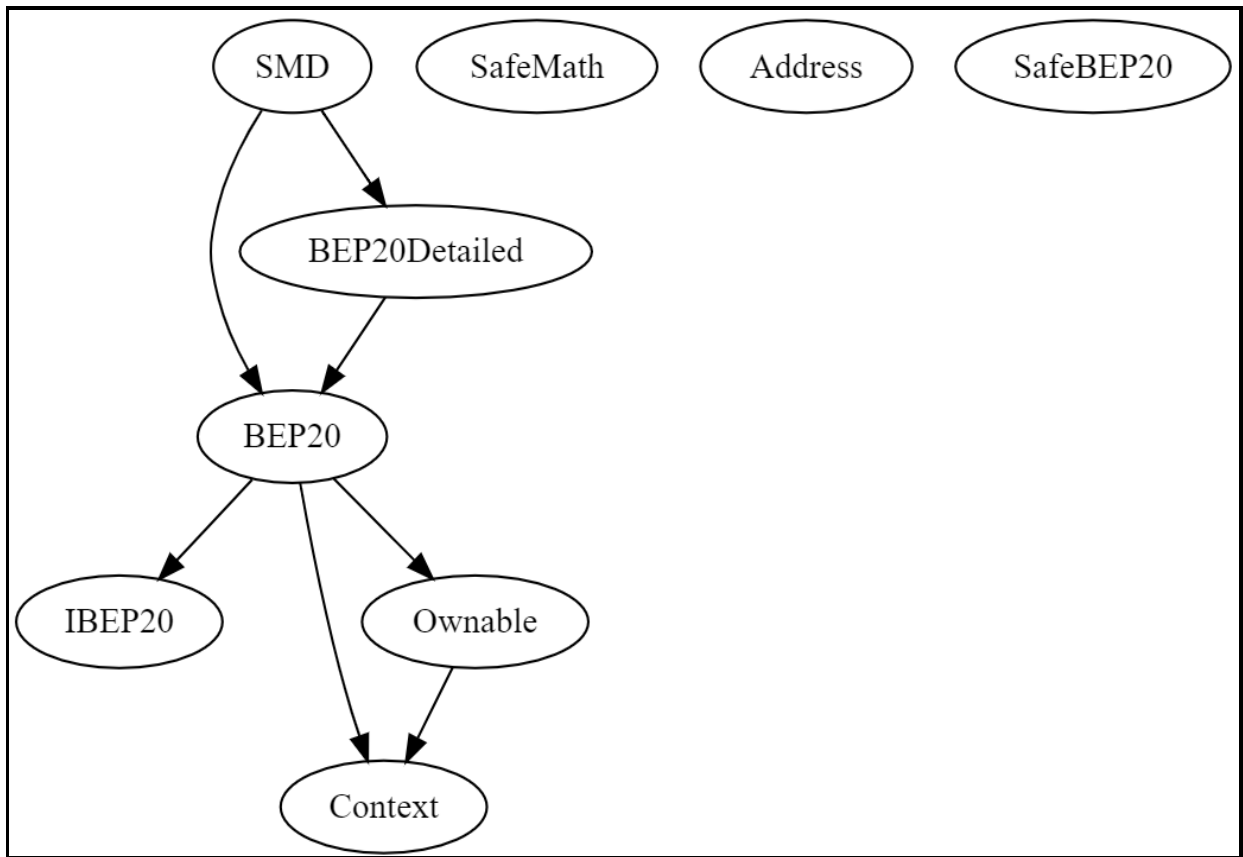 SMD
SafeMath
Address
SafeBEP20
BEP20Detailed
BEP20
IBEP20
Ownable
Context